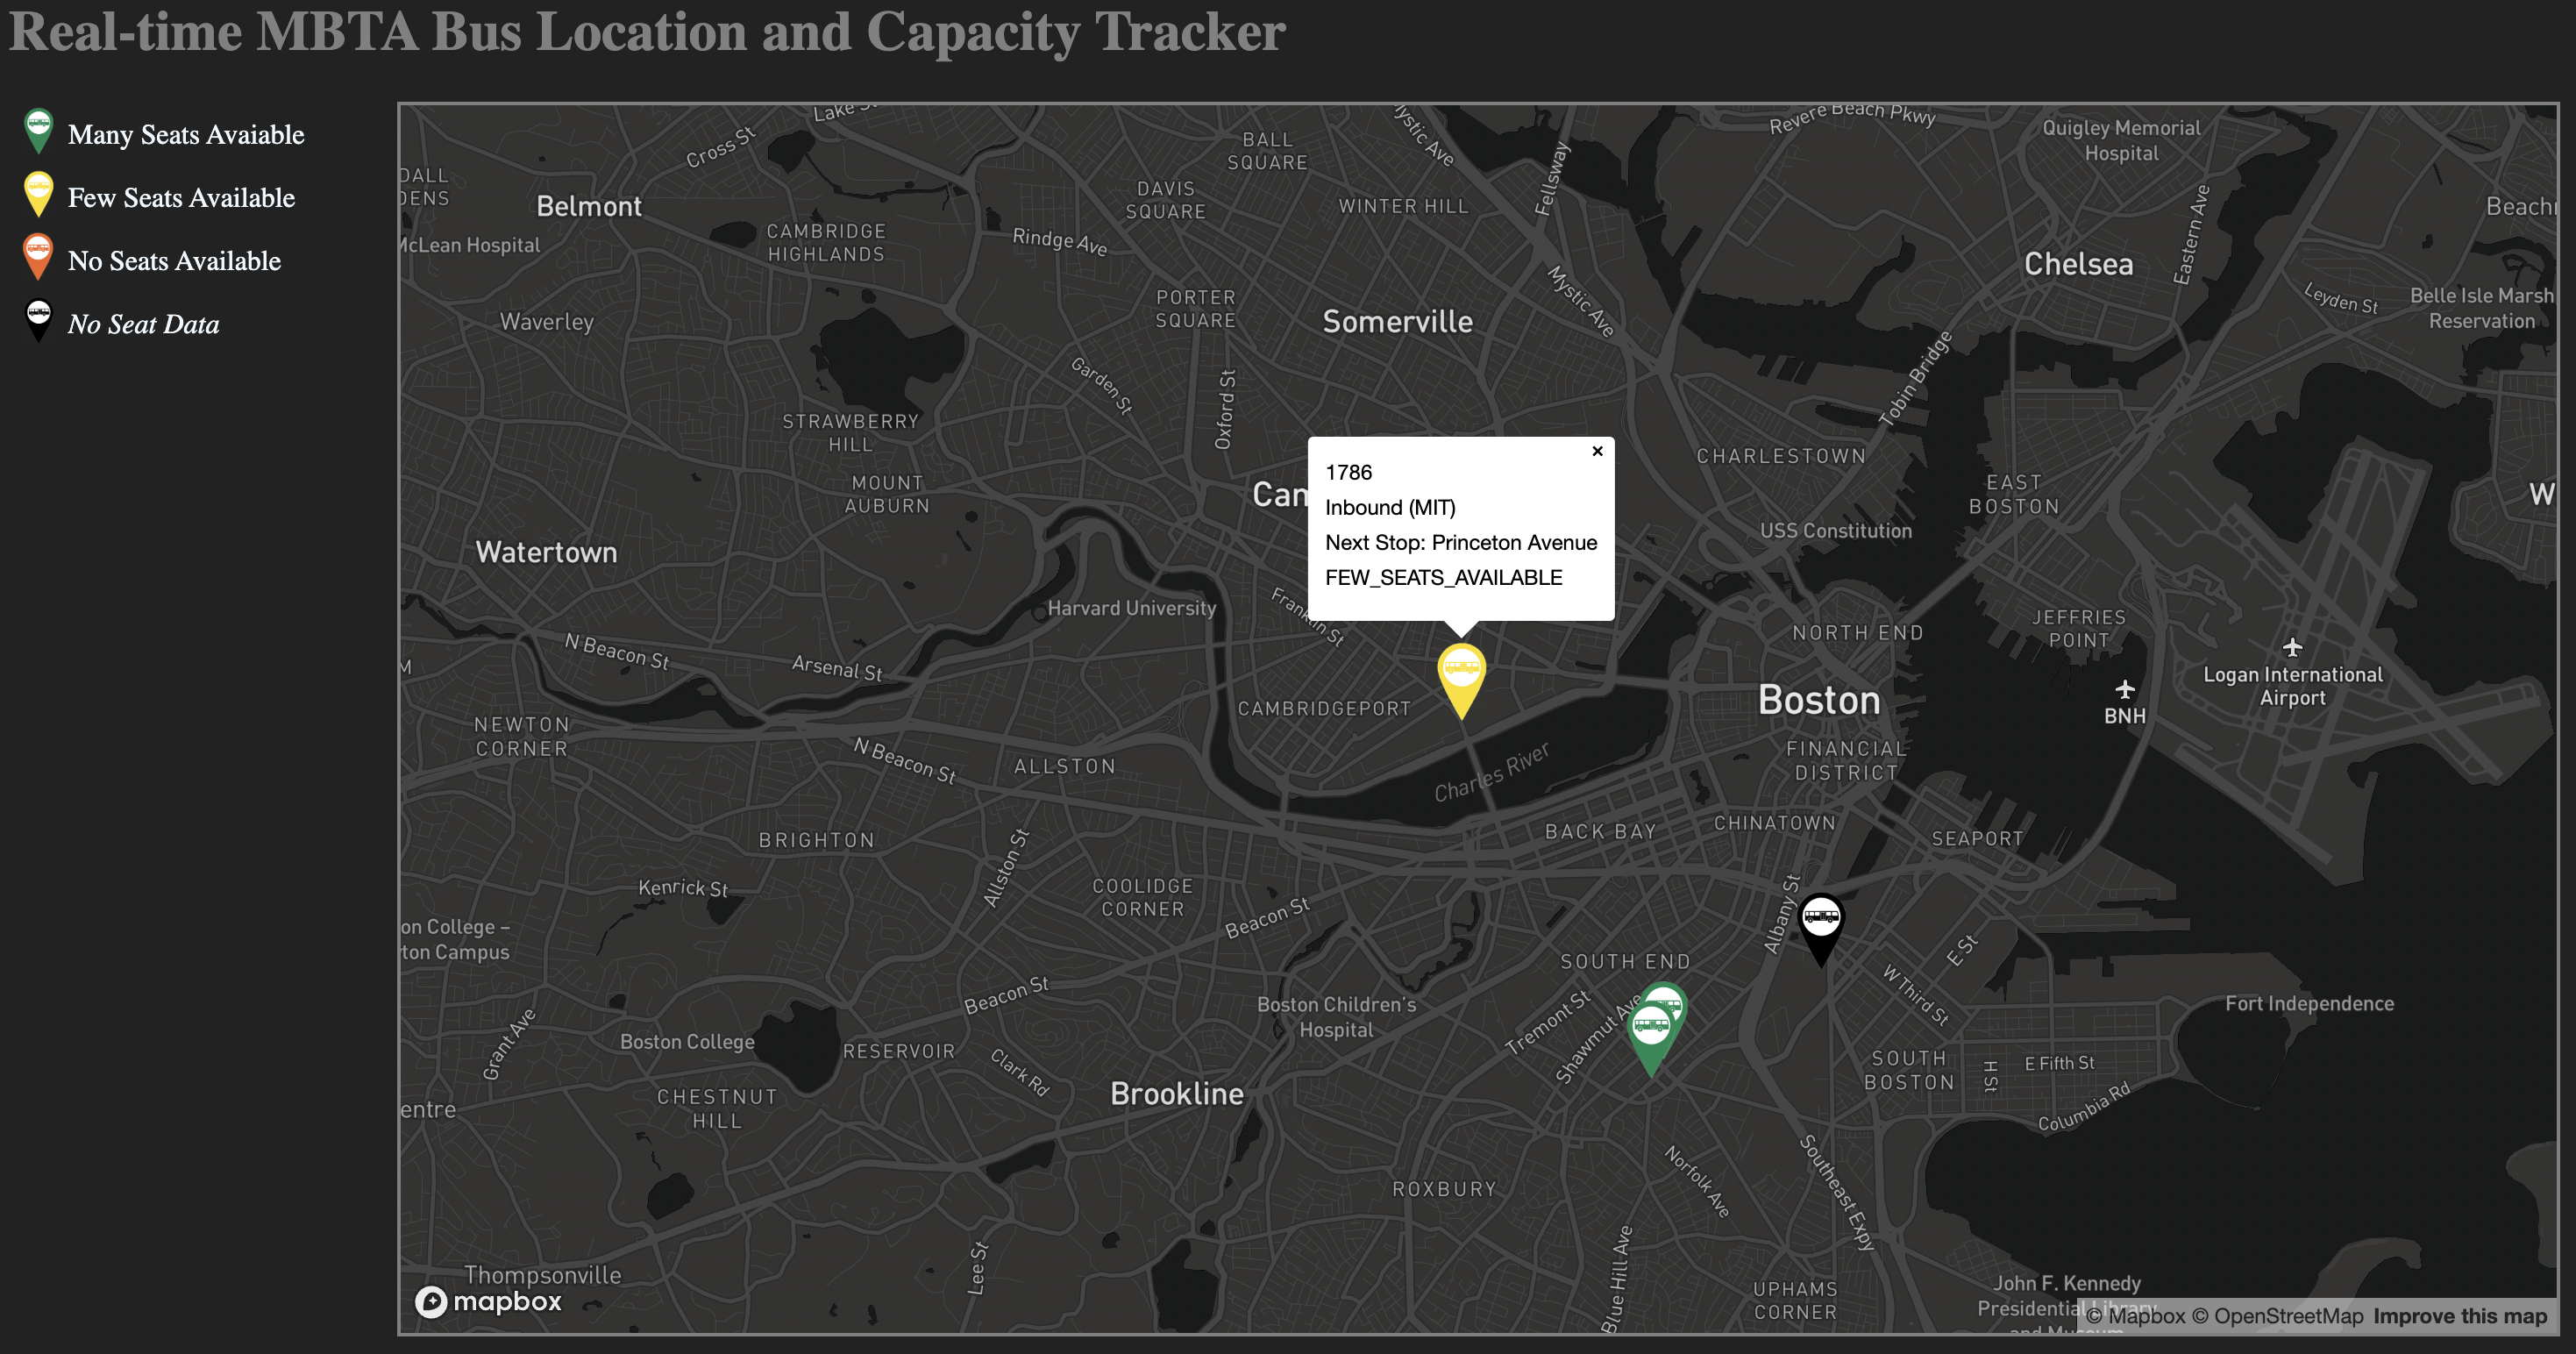 Real-time MBTA Bus Location and Capacity Tracker
Many Seats Avaiable
Few Seats Available
No Seats Available
No Seat Data
Lake St
Cross St
BALL
SQUARE
Mystic Ave
Fellsway
Revere Beach Pkwy
Quigley Memorial
Hospital
DALL
DENS
Belmont
DAVIS
SQUARE
WINTER HILL
Eastern Ave
Beachm
McLean Hospital
CAMBRIDGE
HIGHLANDS
Rindge Ave
Chelsea
Waverley
PORTER
SQUARE
Somerville
Mystic Ave
Leyden St
Belle Isle Marsh
Reservation
Garden St
Oxford St
Tobin Bridge
STRAWBERRY
HILL
MOUNT
AUBURN
CHARLESTOWN
EAST
BOSTON
Cam
W
×
1786
Inbound (MIT)
Next Stop: Princeton Avenue
FEW_SEATS_AVAILABLE
USS Constitution
Watertown
Harvard University
Franklin St
NORTH END
JEFFRIES
POINT
N Beacon St
Arsenal St
M
Logan International
Airport
BNH
CAMBRIDGEPORT
Boston
NEWTON
CORNER
N Beacon St
ALLSTON
Charles River
FINANCIAL
DISTRICT
BRIGHTON
Allston St
BACK BAY
CHINATOWN
SEAPORT
Kenrick St
COOLIDGE
CORNER
Beacon St
Albany St
on College –
ton Campus
SOUTH END
E St
W Third St
Beacon St
Boston Children's
Hospital
Tremont St
Shawmut Ave
Fort Independence
Grant Ave
Boston College
RESERVOIR
Clark Rd
SOUTH
BOSTON
H St
E Fifth St
Columbia Rd
entre
CHESTNUT
HILL
Brookline
Norfolk Ave
Southeast Expy
ROXBURY
Lee St
Blue Hill Ave
Thompsonville
UPHAMS
CORNER
John F. Kennedy
Presidential Library
and Museum
mapbox
© Mapbox © OpenStreetMap Improve this map